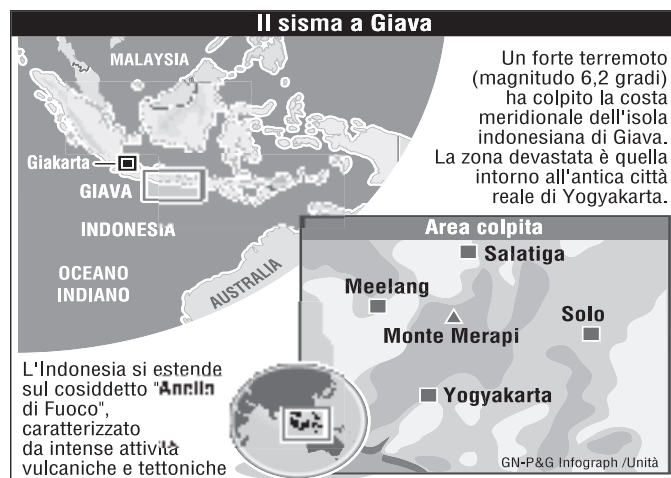 Il sisma a Giava
MALAYSIA
Giakarta
GIAVA
INDONESIA
OCEANO
INDIANO
AUSTRALIA
Un forte terremoto
(magnitudo 6,2 gradi)
ha colpito la costa
meridionale dell'isola
indonesiana di Giava.
La zona devastata è quella
intorno all'antica città
reale di Yogyakarta.
Area colpita
Salatiga
Meelang
Monte Merapi
Solo
Yogyakarta
GN-P&G Infograph /Unità
L'Indonesia si estende
sul cosiddetto "Anello
di Fuoco",
caratterizzato
da intense attività
vulcaniche e tettoniche